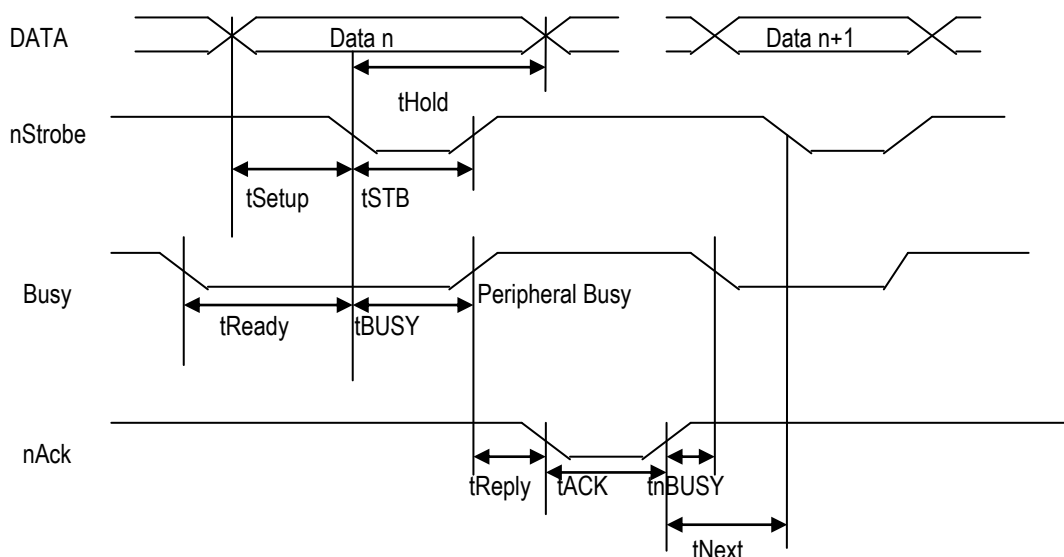 DATA
Data n
Data n+1
tHold
nStrobe
tSetup
tSTB
Busy
Peripheral Busy
tReady
tBUSY
nAck
tReply
tACK
tnBUSY
tNext